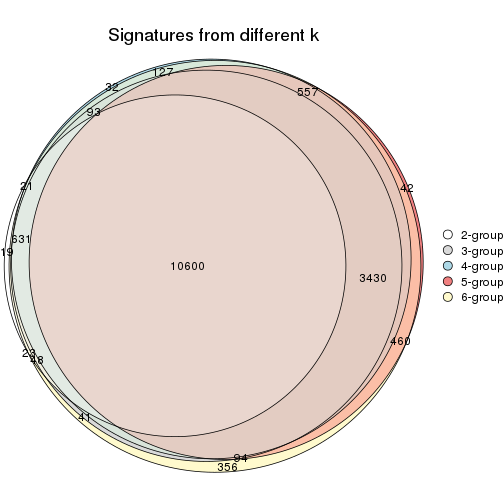 Signatures from different k
127
32
557
93
21
42
631
19
10600
3430
2-group
3-group
4-group
5-group
6-group
460
23
48
41
94
356